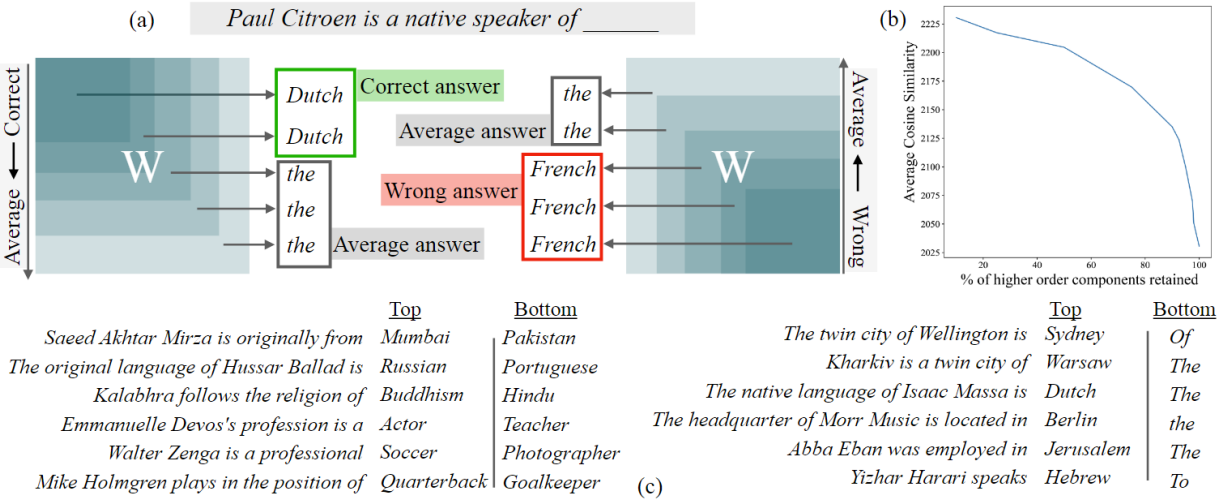 (a)
Paul Citroen is a native speaker of ______
Correct
Average
W
Dutch
Dutch
Correct answer
the
the
the
Average answer
the
the
Average answer
French
French
French
Wrong answer
W
Average
Wrong
(b)
Average Cosine Similarity
2225
2200
2175
2150
2125
2100
2075
2050
2025
20 40 60 80 100
% of higher order components retained
Top Bottom
Saeed Akhtar Mirza is originally from Mumbai Pakistan
The original language of Hussar Ballad is Russian Portuguese
Kalabhra follows the religion of Buddhism Hindu
Emmanuelle Devos's profession is a Actor Teacher
Walter Zenga is a professional Soccer Photographer
Mike Holmgren plays in the position of Quarterback Goalkeeper
(c)
Top Bottom
The twin city of Wellington is Sydney Of
Kharkiv is a twin city of Warsaw The
The native language of Isaac Massa is Dutch The
The headquarter of Morr Music is located in Berlin the
Abba Eban was employed in Jerusalem The
Yizhar Harari speaks Hebrew To